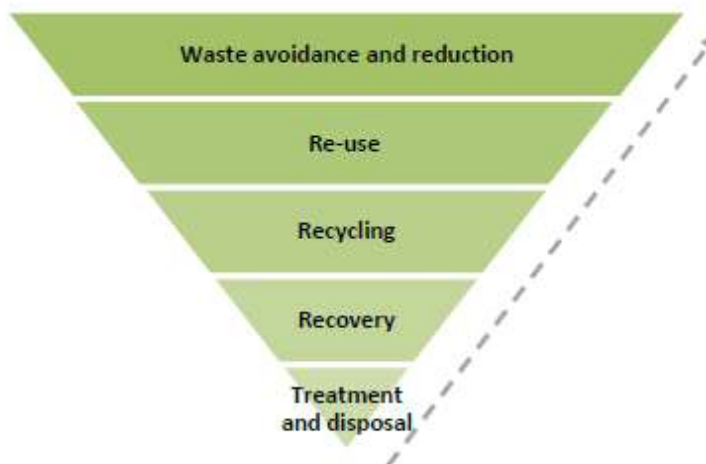 Waste avoidance and reduction
Re-use
Recycling
Recovery
Treatment
and disposal